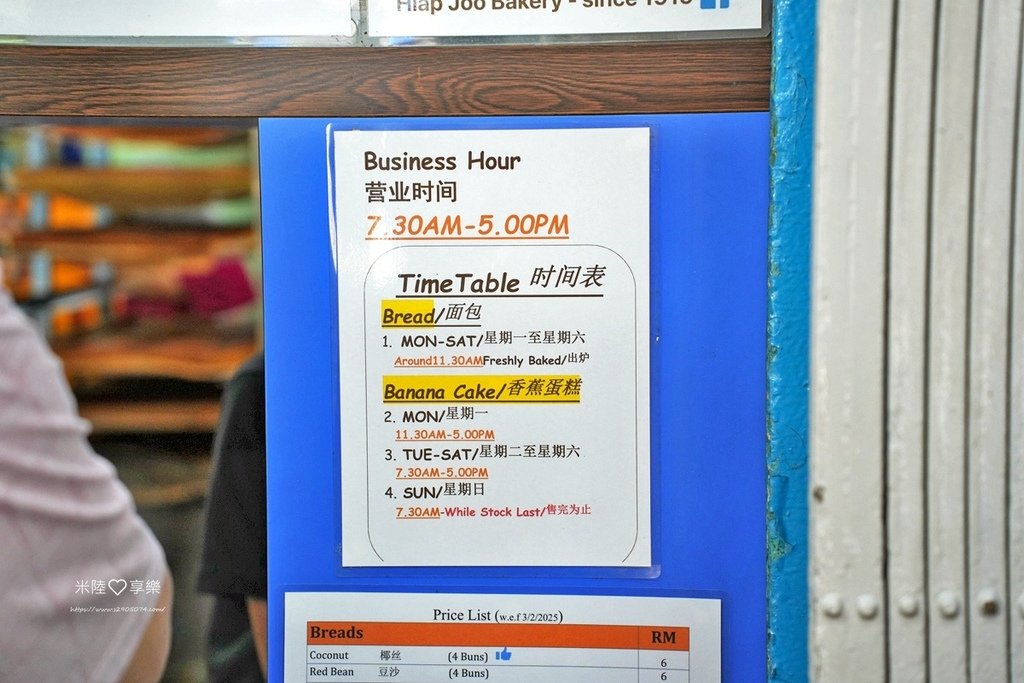 Hiap Joo Bakery - since 1919
Business Hour
营业时间
7.30AM-5.00PM
TimeTable 时间表
Bread/面包
1. MON-SAT/星期一至星期六
Around11.30AMFreshly Baked/出炉
Banana Cake/香蕉蛋糕
2. MON/星期一
11.30AM-5.00PM
3. TUE-SAT/星期二至星期六
7.30AM-5.00PM
4. SUN/星期日
7.30AM-While Stock Last/售完为止
米陸♡享樂
https://www.s2905074.com/
Price List (w.e.f 3/2/2025)
Breads RM
Coconut 椰丝 (4 Buns) 6
Red Bean 豆沙 (4 Buns) 6